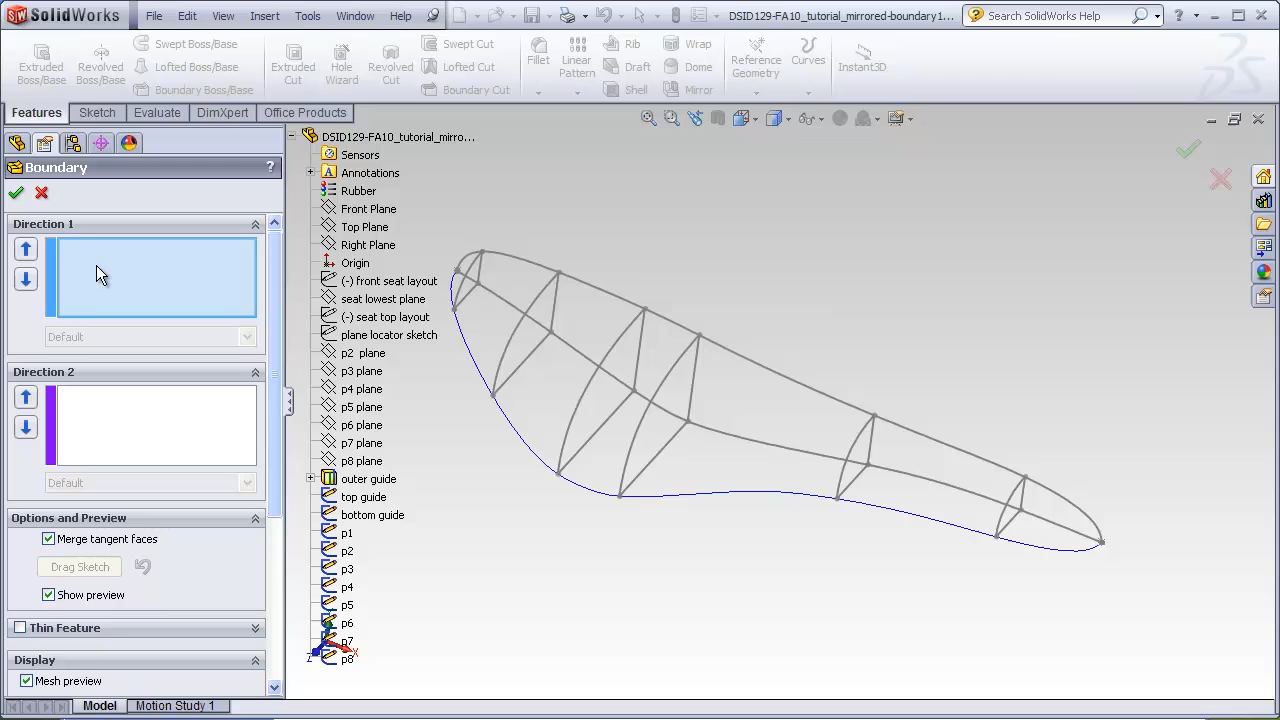 SolidWorks File Edit View Insert Tools Window Help DSID129-FA10_tutorial_mirrored-boundary1... Search SolidWorks Help
Extruded Boss/Base
Revolved Boss/Base
Swept Boss/Base
Lofted Boss/Base
Boundary Boss/Base
Extruded Cut
Hole Wizard
Revolved Cut
Swept Cut
Lofted Cut
Boundary Cut
Fillet
Linear Pattern
Rib
Draft
Shell
Wrap
Dome
Mirror
Reference Geometry
Curves
Instant3D
Features Sketch Evaluate DimXpert Office Products
Boundary ?
Direction 1
Default
Direction 2
Default
Options and Preview
Merge tangent faces
Drag Sketch
Show preview
Thin Feature
Display
Mesh preview
DSID129-FA10_tutorial_mirro...
Sensors
Annotations
Rubber
Front Plane
Top Plane
Right Plane
Origin
(-) front seat layout
seat lowest plane
(-) seat top layout
plane locator sketch
p2 plane
p3 plane
p4 plane
p5 plane
p6 plane
p7 plane
p8 plane
outer guide
top guide
bottom guide
p1
p2
p3
p4
p5
p6
p7
p8
X
Z
Model Motion Study 1